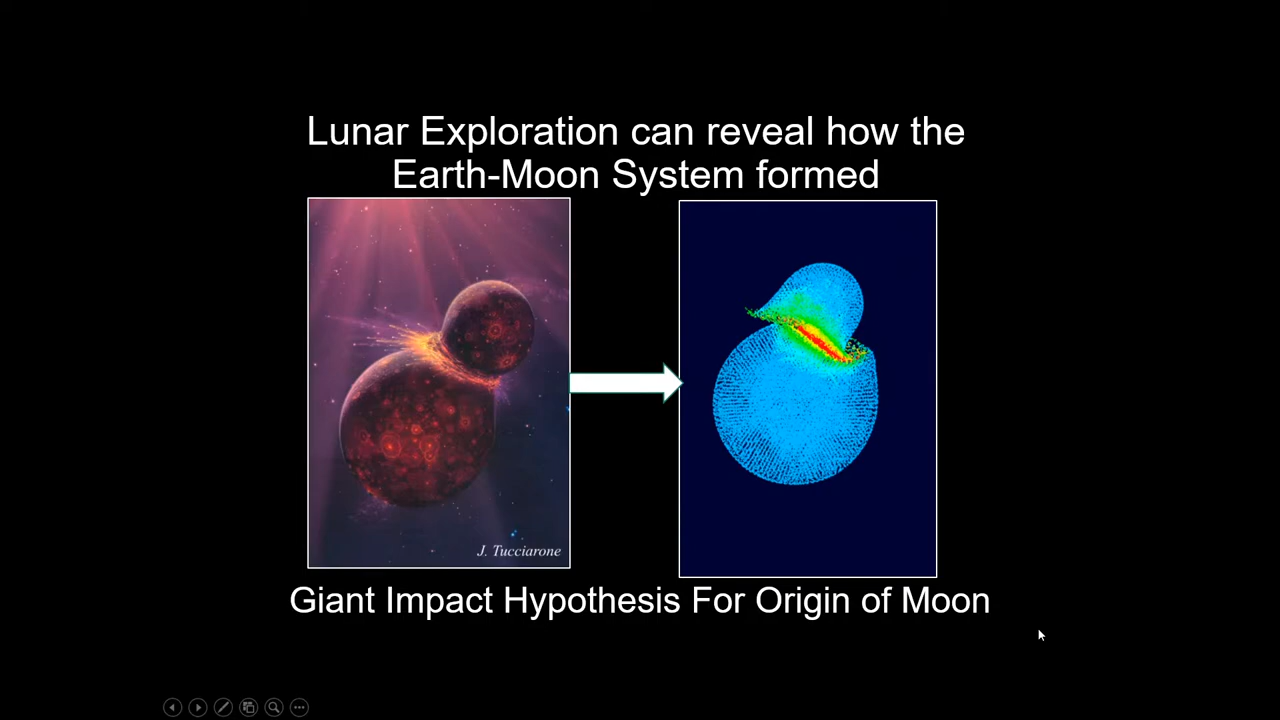 Lunar Exploration can reveal how the
Earth-Moon System formed
J. Tucciarone
Giant Impact Hypothesis For Origin of Moon